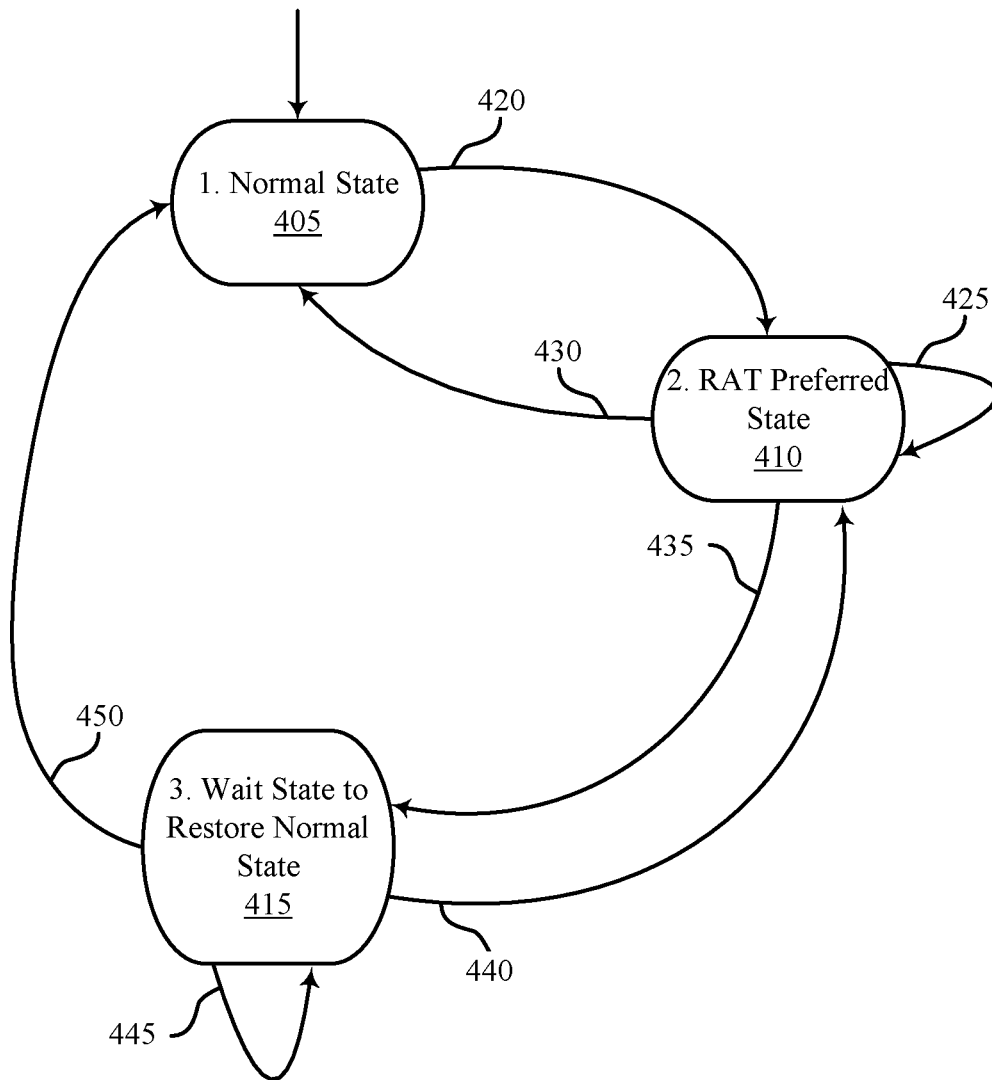 420
1. Normal State
405
425
430
2. RAT Preferred
State
410
435
450
3. Wait State to
Restore Normal
State
415
440
445